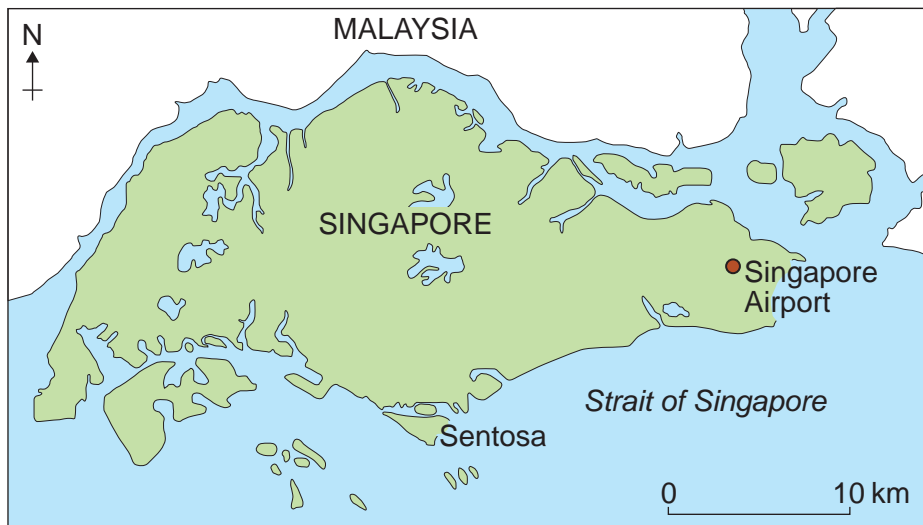 MALAYSIA
N
SINGAPORE
Singapore
Airport
Strait of Singapore
Sentosa
0 10 km